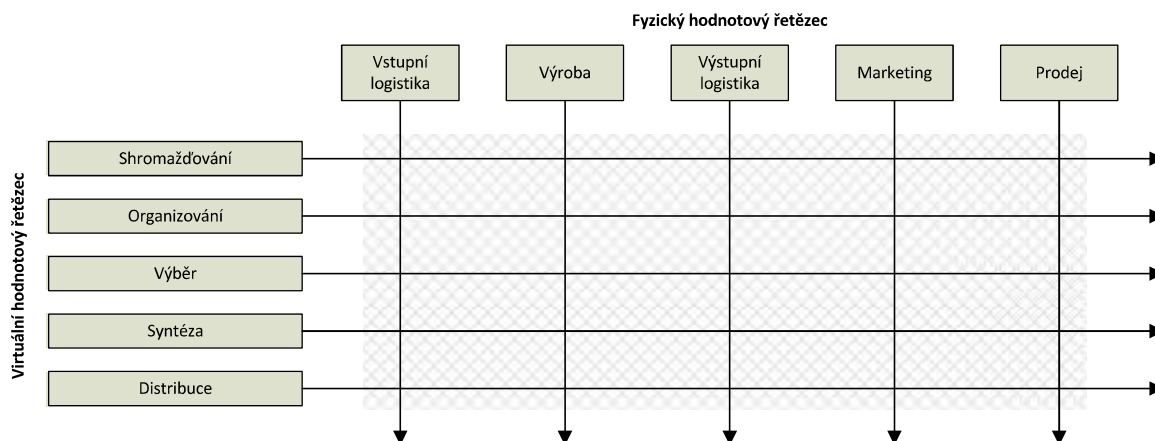 Fyzický hodnotový řetězec
Vstupní
logistika
Výroba
Výstupní
logistika
Marketing
Prodej
Virtuální hodnotový řetězec
Shromažďování
Organizování
Výběr
Syntéza
Distribuce